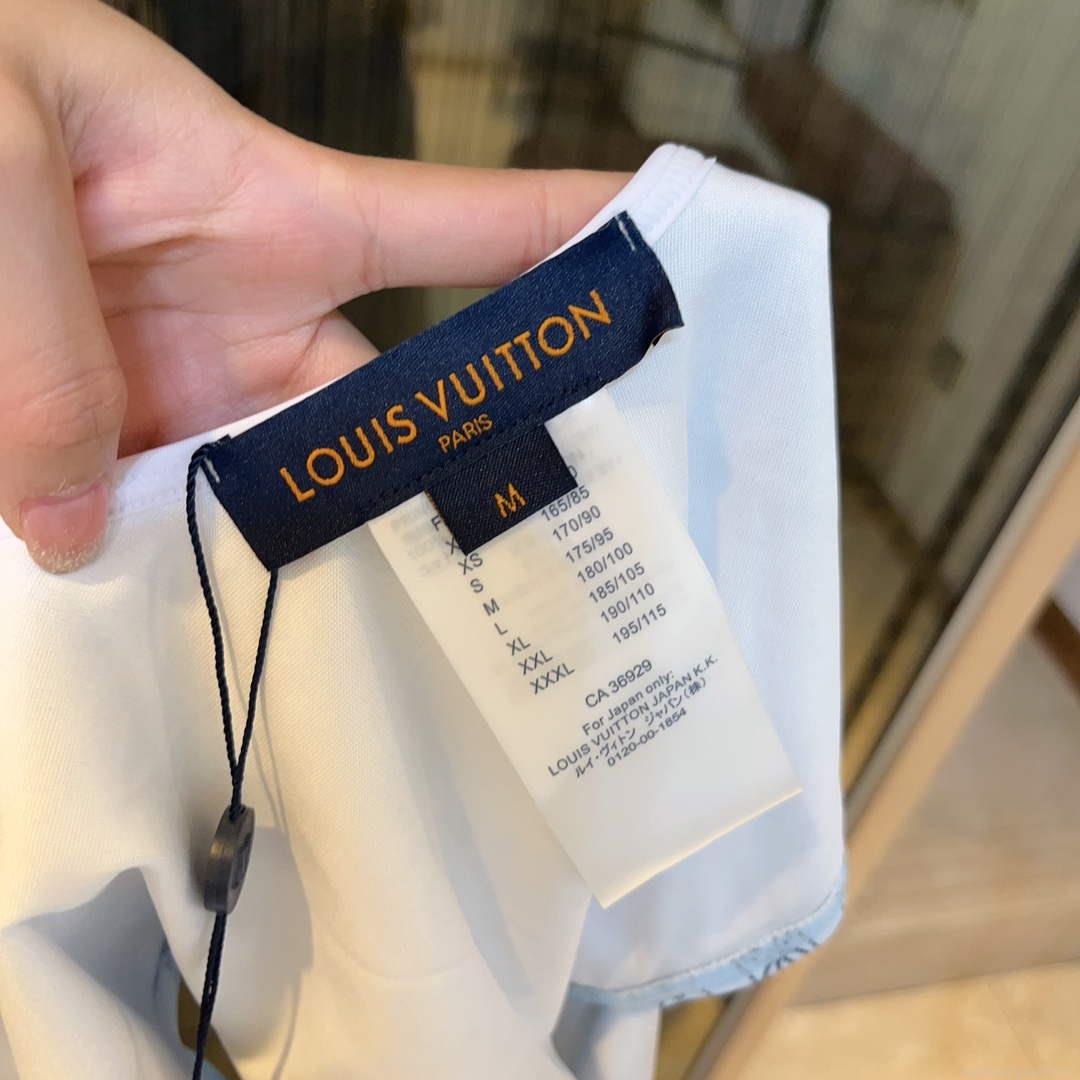 LOUIS VUITTON
PARIS
M
165/85
XS 170/90
S 175/95
M 180/100
L 185/105
XL 190/110
XXL 195/115
XXXL
CA 36929
For Japan only:
LOUIS VUITTON JAPAN K.K.
ルイ・ヴィトン ジャパン(株)
0120-00-1854